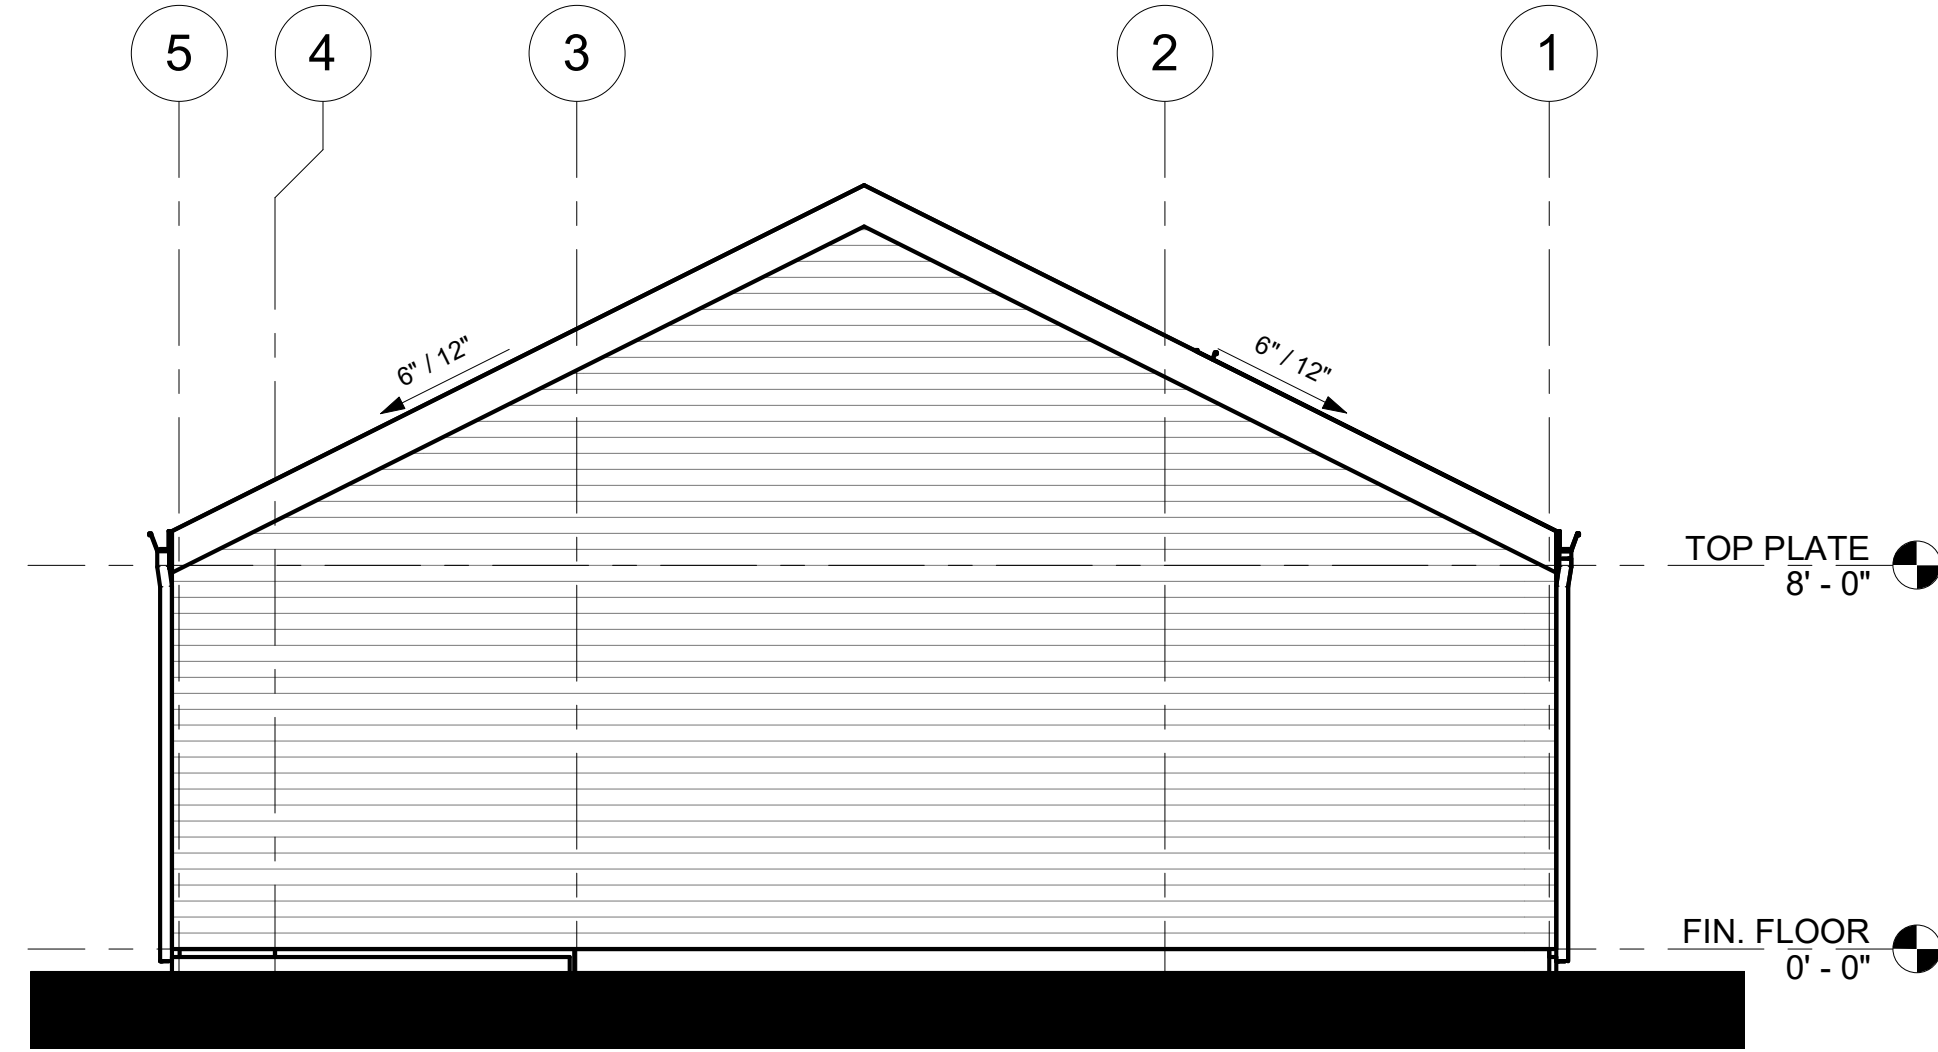 5
4
3
2
1
6" / 12"
6" / 12"
TOP PLATE
8' - 0"
FIN. FLOOR
0' - 0"